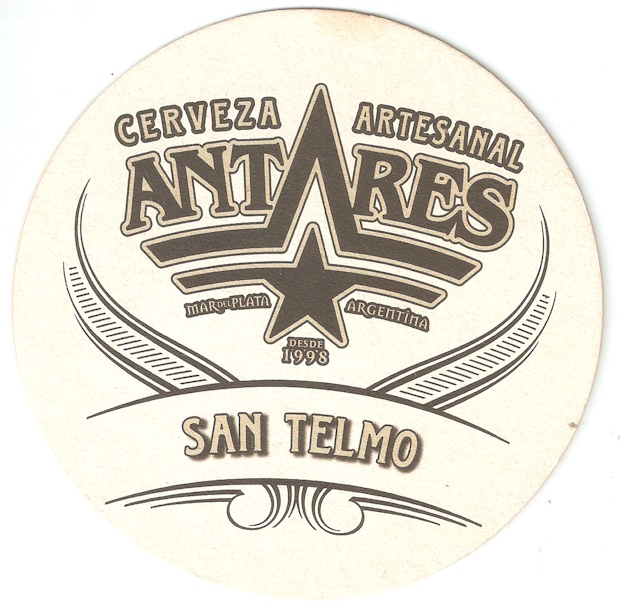 CERVEZA ARTESANAL
ANTARES
MAR DEL PLATA ARGENTINA
DESDE
1998
SAN TELMO